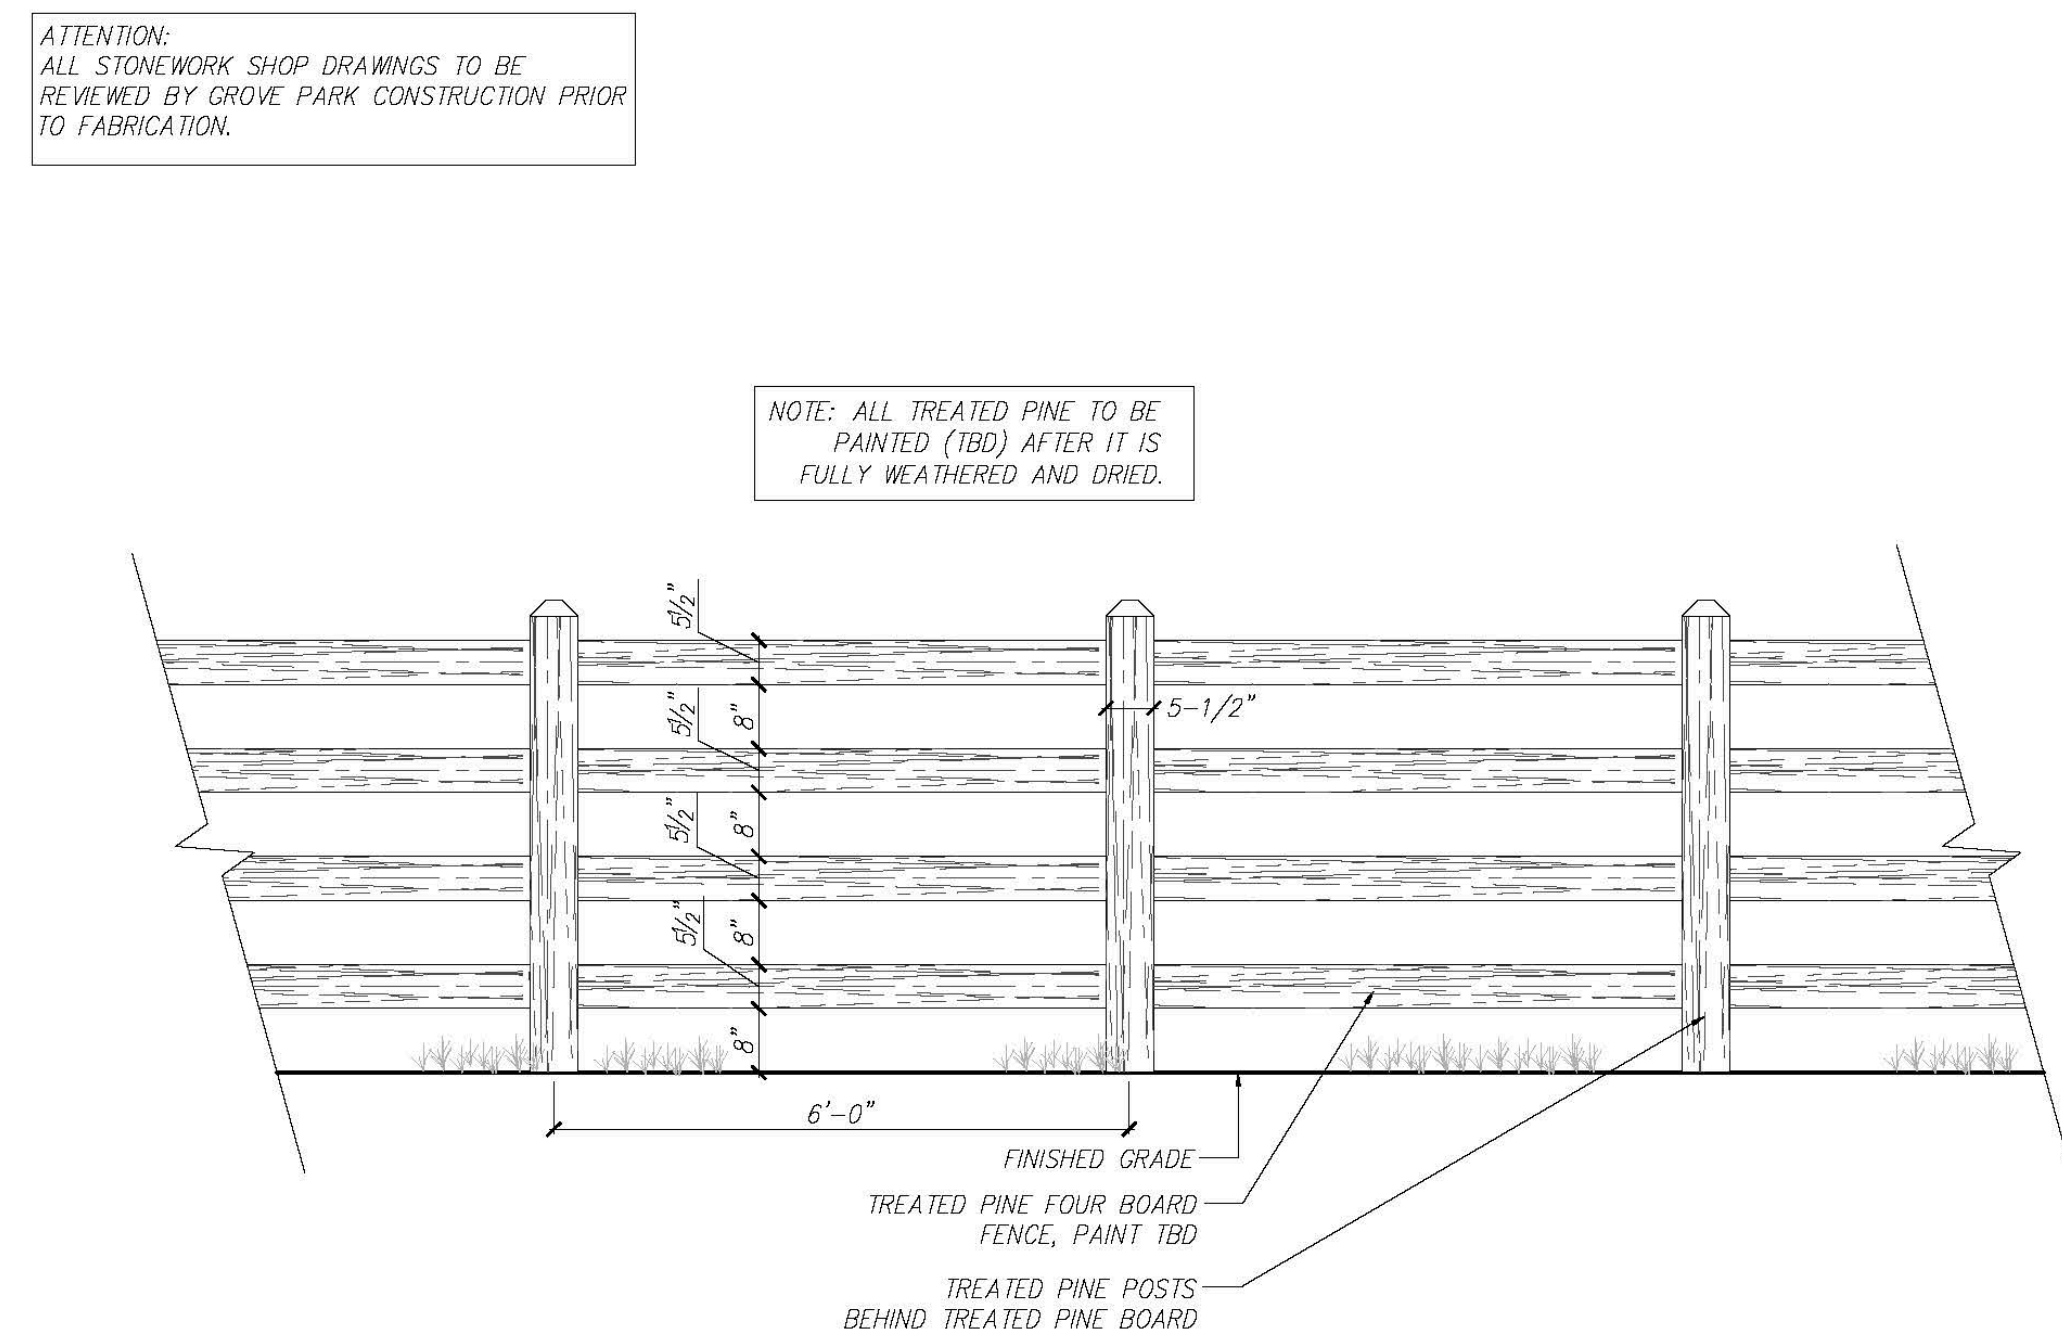 ATTENTION:
ALL STONEWORK SHOP DRAWINGS TO BE
REVIEWED BY GROVE PARK CONSTRUCTION PRIOR
TO FABRICATION.
NOTE: ALL TREATED PINE TO BE
PAINTED (TBD) AFTER IT IS
FULLY WEATHERED AND DRIED.
5½"
5½"
8"
5-1/2"
5½"
8"
5½"
8"
8"
6'-0"
FINISHED GRADE
TREATED PINE FOUR BOARD
FENCE, PAINT TBD
TREATED PINE POSTS
BEHIND TREATED PINE BOARD